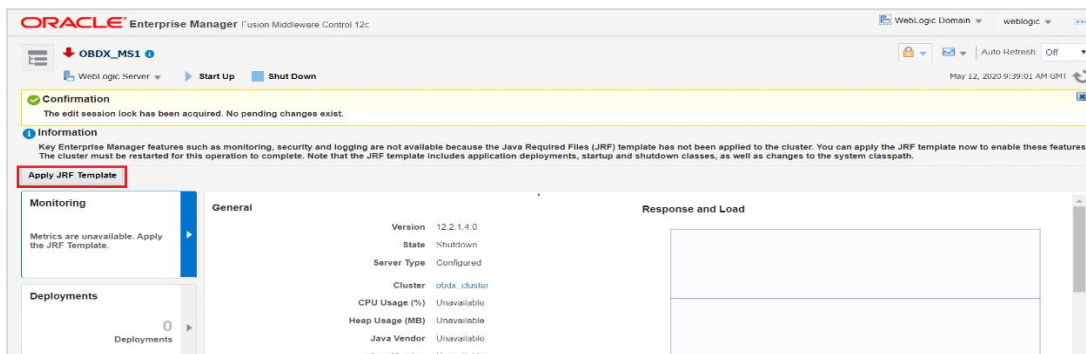 ORACLE Enterprise Manager Fusion Middleware Control 12c
WebLogic Domain weblogic
OBDX_MS1
Auto Refresh Off
WebLogic Server Start Up Shut Down
May 12, 2020 9:39:01 AM GMT
Confirmation
The edit session lock has been acquired. No pending changes exist.
Information
Key Enterprise Manager features such as monitoring, security and logging are not available because the Java Required Files (JRF) template has not been applied to the cluster. You can apply the JRF template now to enable these features
The cluster must be restarted for this operation to complete. Note that the JRF template includes application deployments, startup and shutdown classes, as well as changes to the system classpath.
Apply JRF Template
Monitoring
Metrics are unavailable. Apply
the JRF Template.
Deployments
0
Deployments
General
Version 12.2.1.4.0
State Shutdown
Server Type Configured
Cluster obdx_cluster
CPU Usage (%) Unavailable
Heap Usage (MB) Unavailable
Java Vendor Unavailable
Response and Load